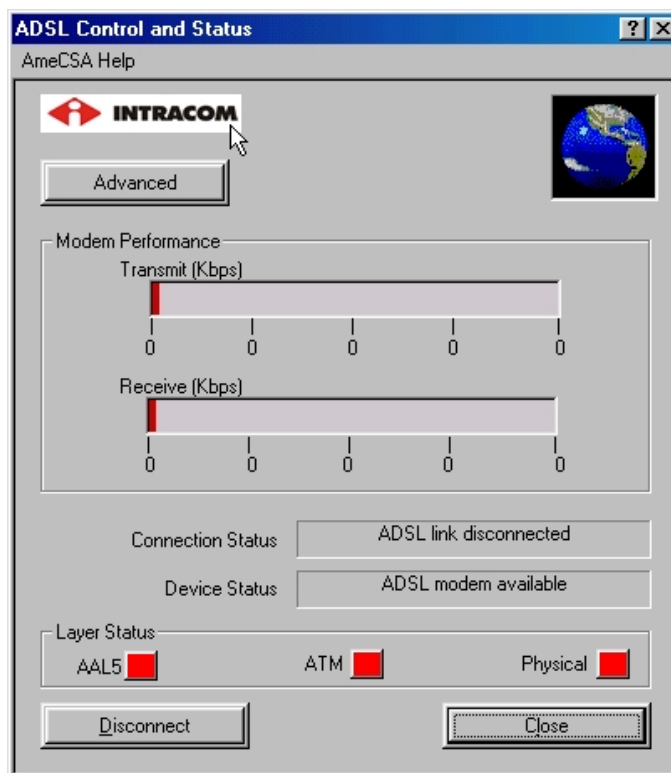 ADSL Control and Status
AmeCSA Help
INTRACOM
Advanced
Modem Performance
Transmit (Kbps)
0 0 0 0 0
Receive (Kbps)
0 0 0 0 0
Connection Status ADSL link disconnected
Device Status ADSL modem available
Layer Status
AAL5 ATM Physical
Disconnect Close